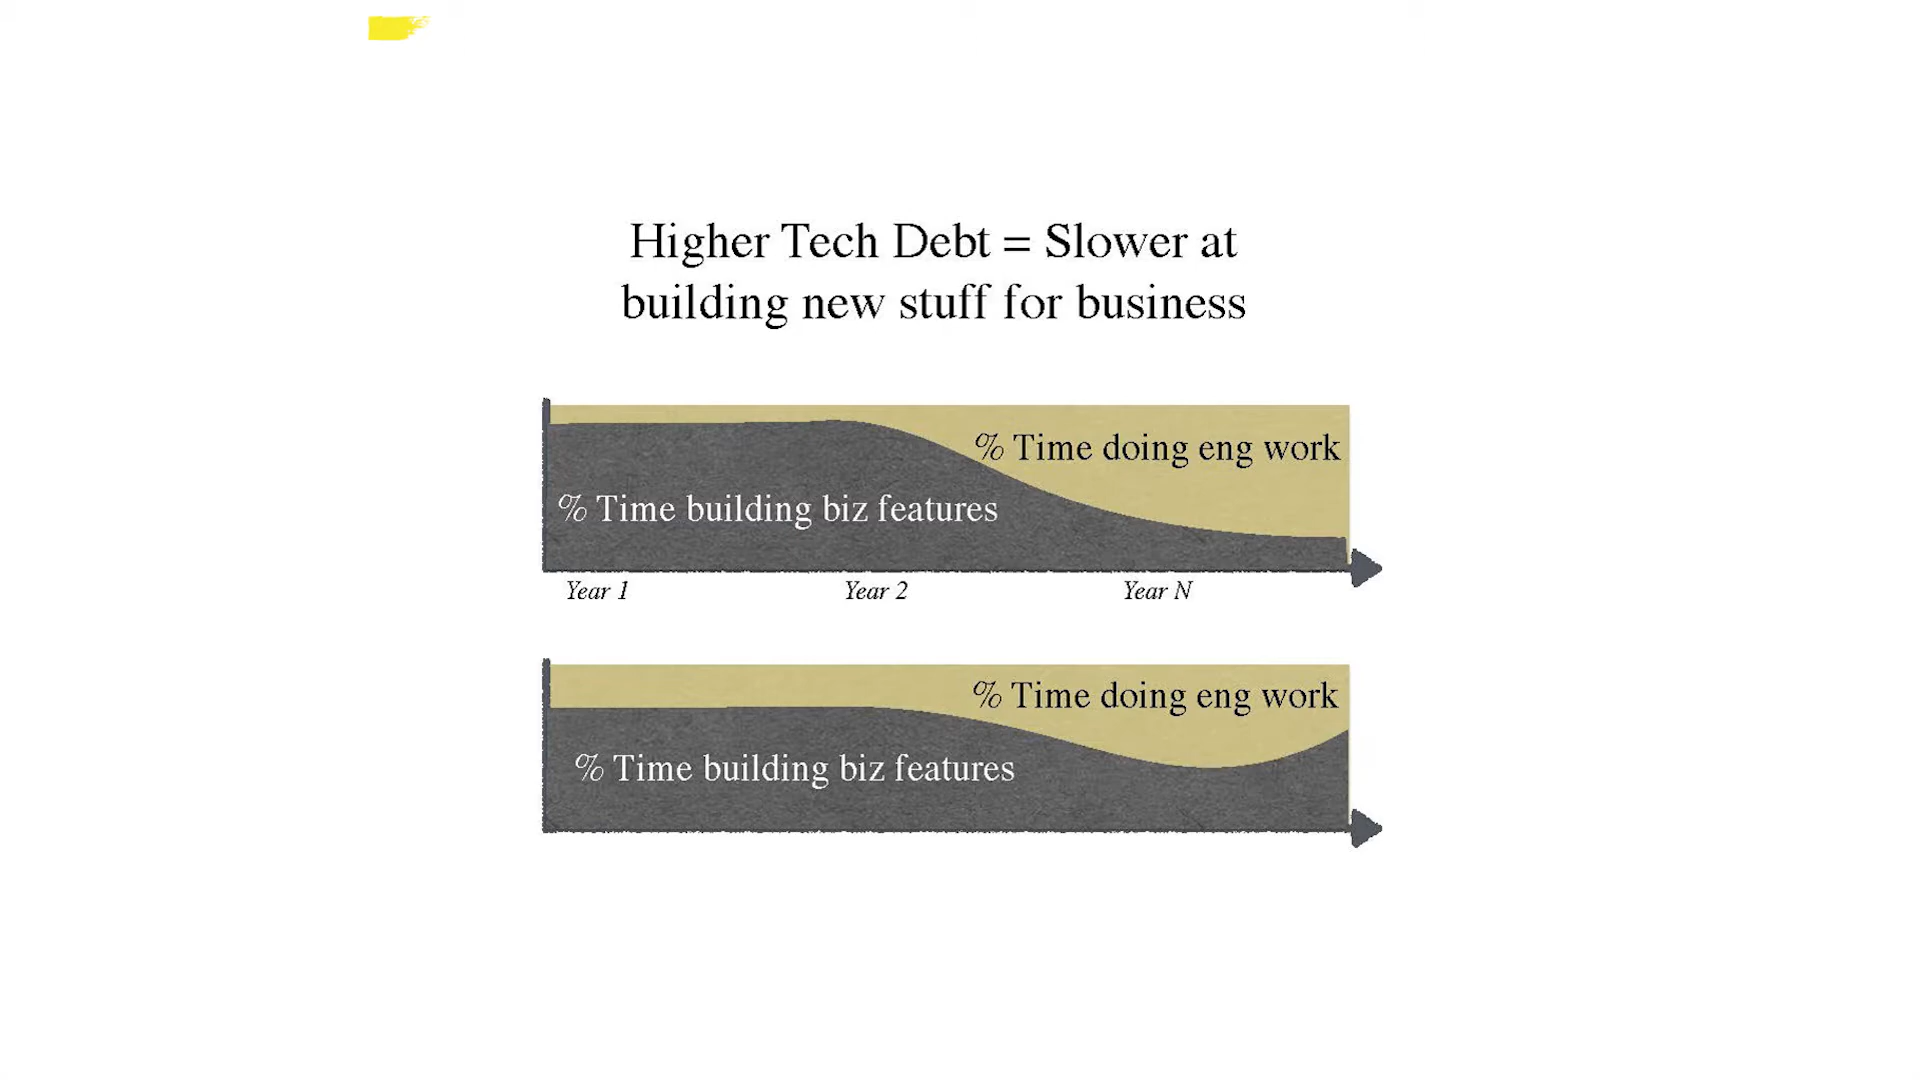 Higher Tech Debt = Slower at
building new stuff for business
% Time doing eng work
% Time building biz features
Year 1
Year 2
Year N
% Time doing eng work
% Time building biz features